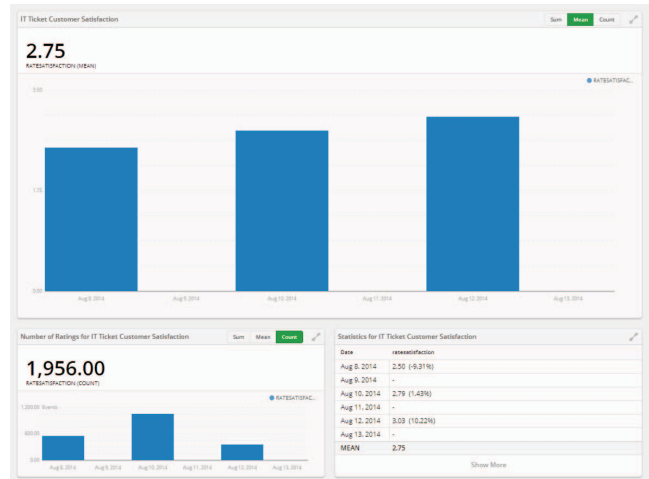 IT Ticket Customer Satisfaction
Sum Mean Count
2.75
RATESATISFACTION (MEAN)
RATESATISFAC...
3.50
1.75
0.00
Aug 8, 2014 Aug 9, 2014 Aug 10, 2014 Aug 11, 2014 Aug 12, 2014 Aug 13, 2014
Number of Ratings for IT Ticket Customer Satisfaction
Sum Mean Count
1,956.00
RATESATISFACTION (COUNT)
RATESATISFAC...
1,200.00 Events
600.00
0.00
Aug 8, 2014 Aug 9, 2014 Aug 10, 2014 Aug 11, 2014 Aug 12, 2014 Aug 13, 2014
Statistics for IT Ticket Customer Satisfaction
Date ratesatisfaction
Aug 8, 2014 2.50 (-9.31%)
Aug 9, 2014 -
Aug 10, 2014 2.79 (1.43%)
Aug 11, 2014 -
Aug 12, 2014 3.03 (10.22%)
Aug 13, 2014 -
MEAN 2.75
Show More